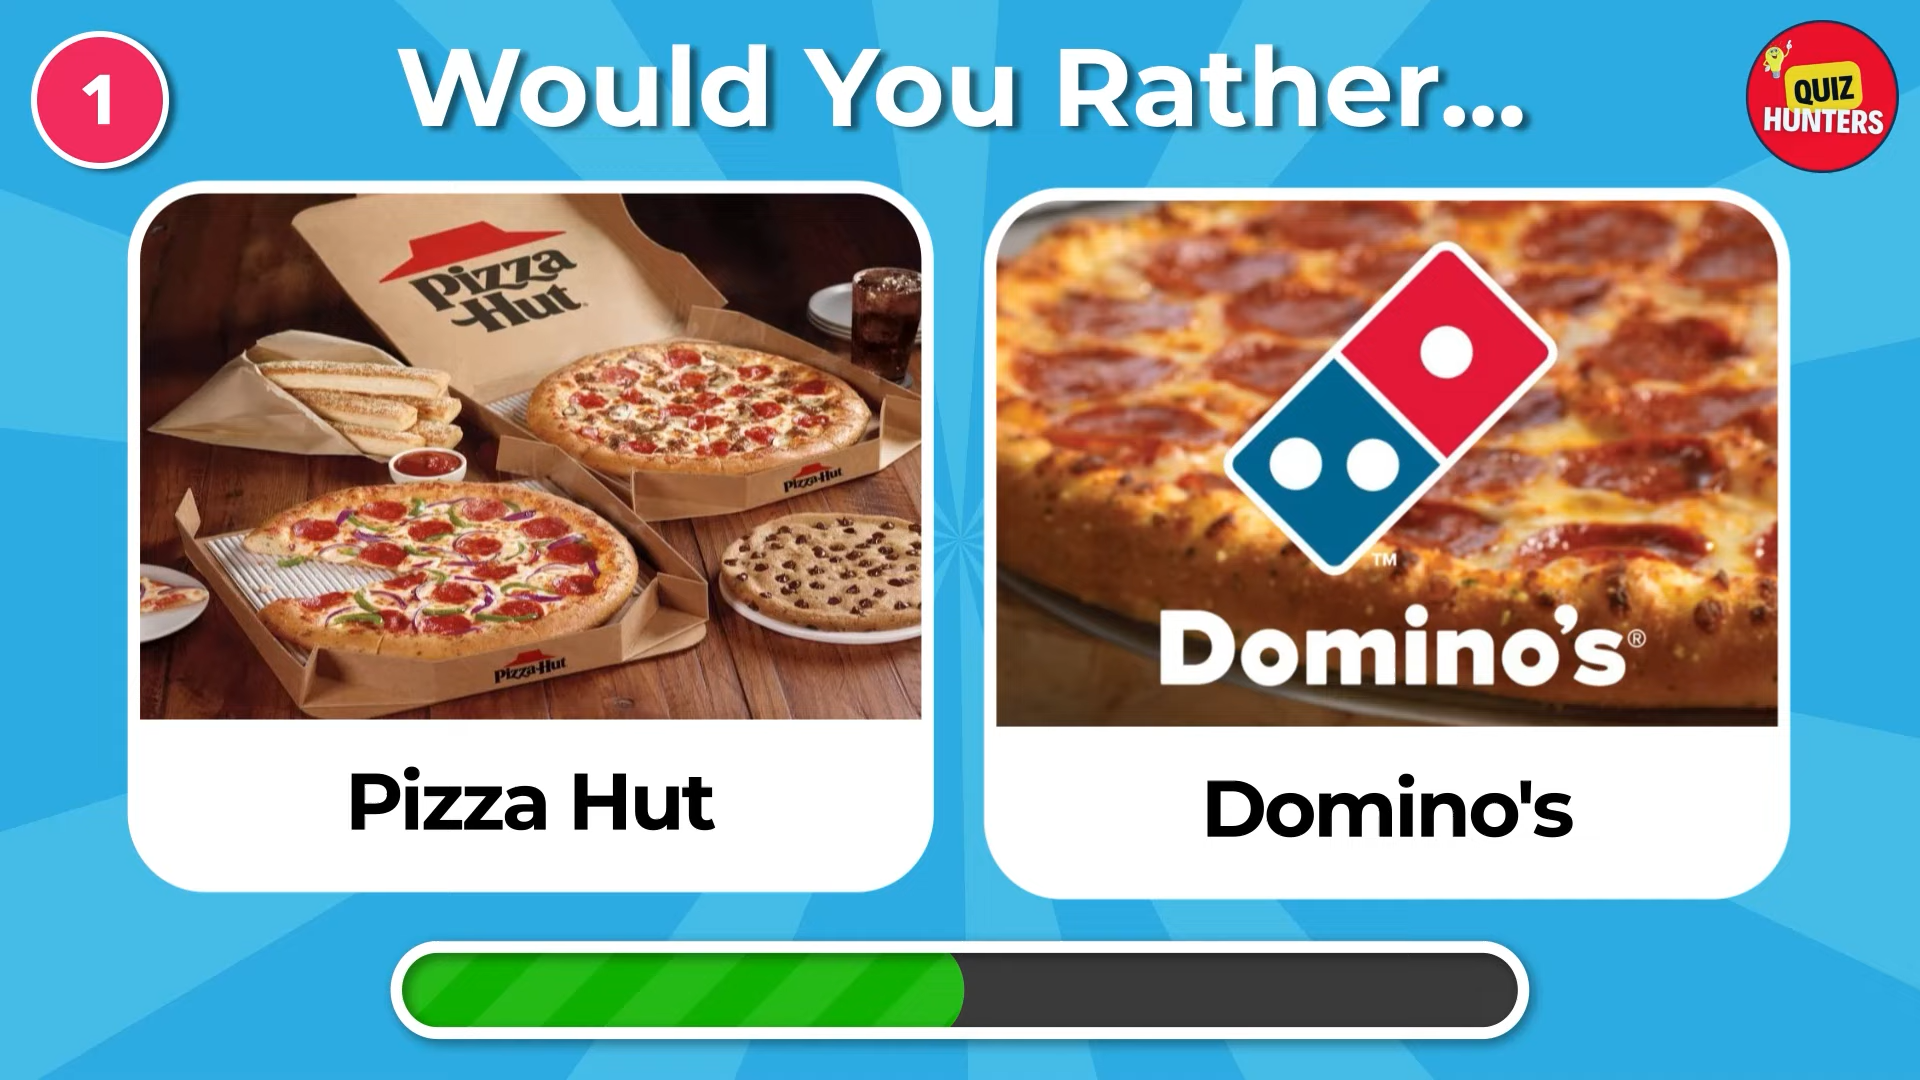 1
Would You Rather...
QUIZ
HUNTERS
Pizza
Hut
Pizza Hut
Pizza Hut
TM
Domino's®
Pizza Hut
Domino's